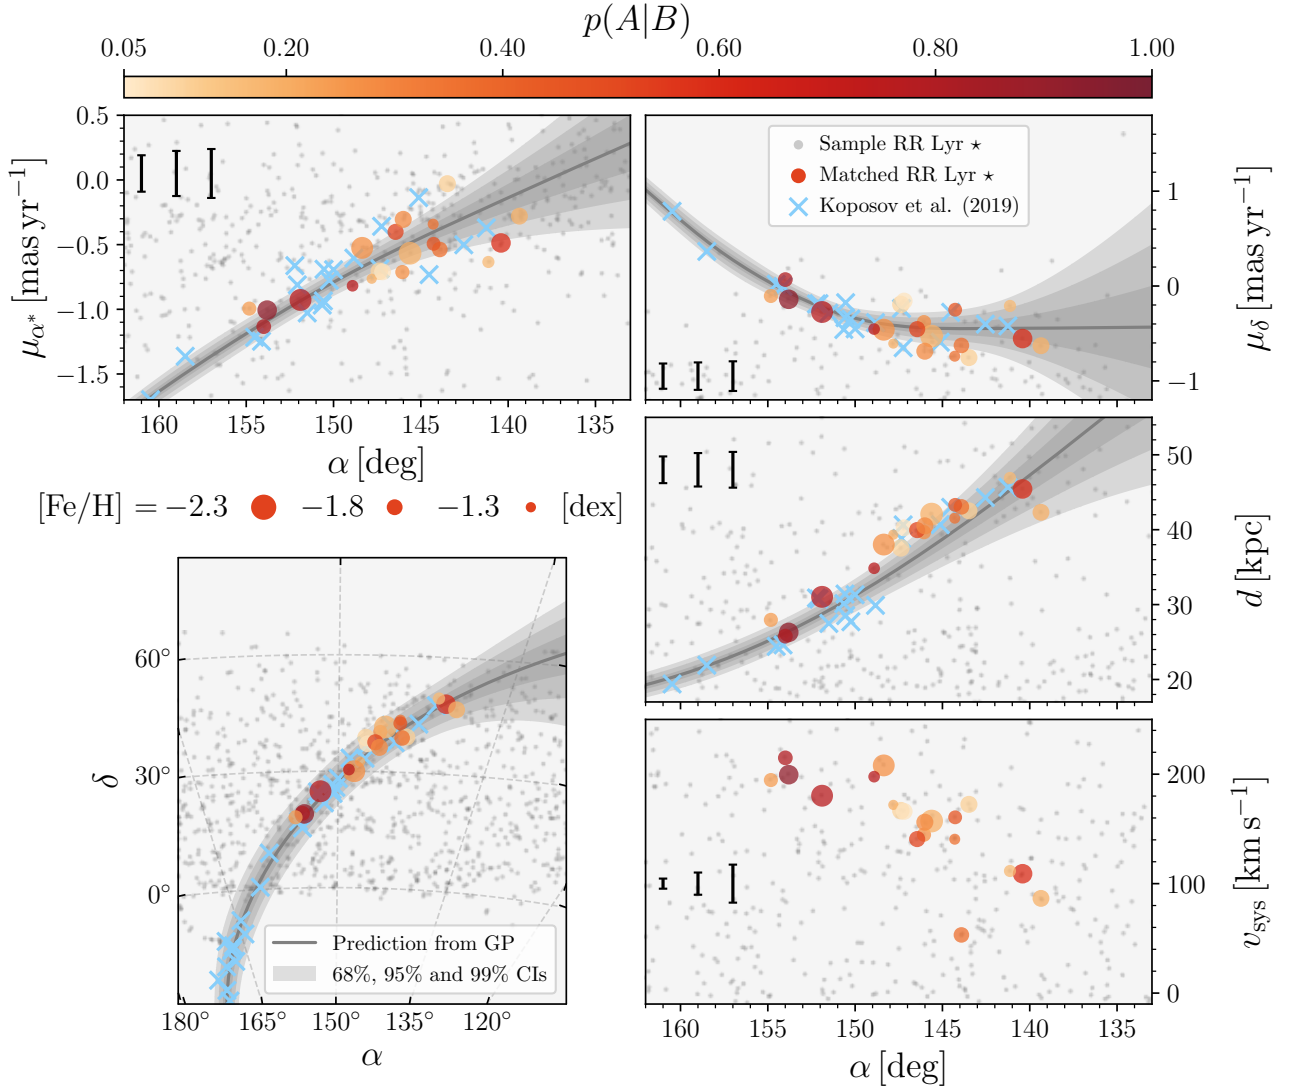 p(A|B)
0.05 0.20 0.40 0.60 0.80 1.00
0.5
0.0
−0.5
−1.0
−1.5
μα* [mas yr−1]
160 155 150 145 140 135
α [deg]
Sample RR Lyr ⋆
Matched RR Lyr ⋆
Koposov et al. (2019)
1
0
−1
μδ [mas yr−1]
[Fe/H] = −2.3 −1.8 −1.3 [dex]
50
40
30
20
d [kpc]
60°
30°
0°
δ
Prediction from GP
68%, 95% and 99% CIs
180° 165° 150° 135° 120°
α
200
100
0
vsys [km s−1]
160 155 150 145 140 135
α [deg]